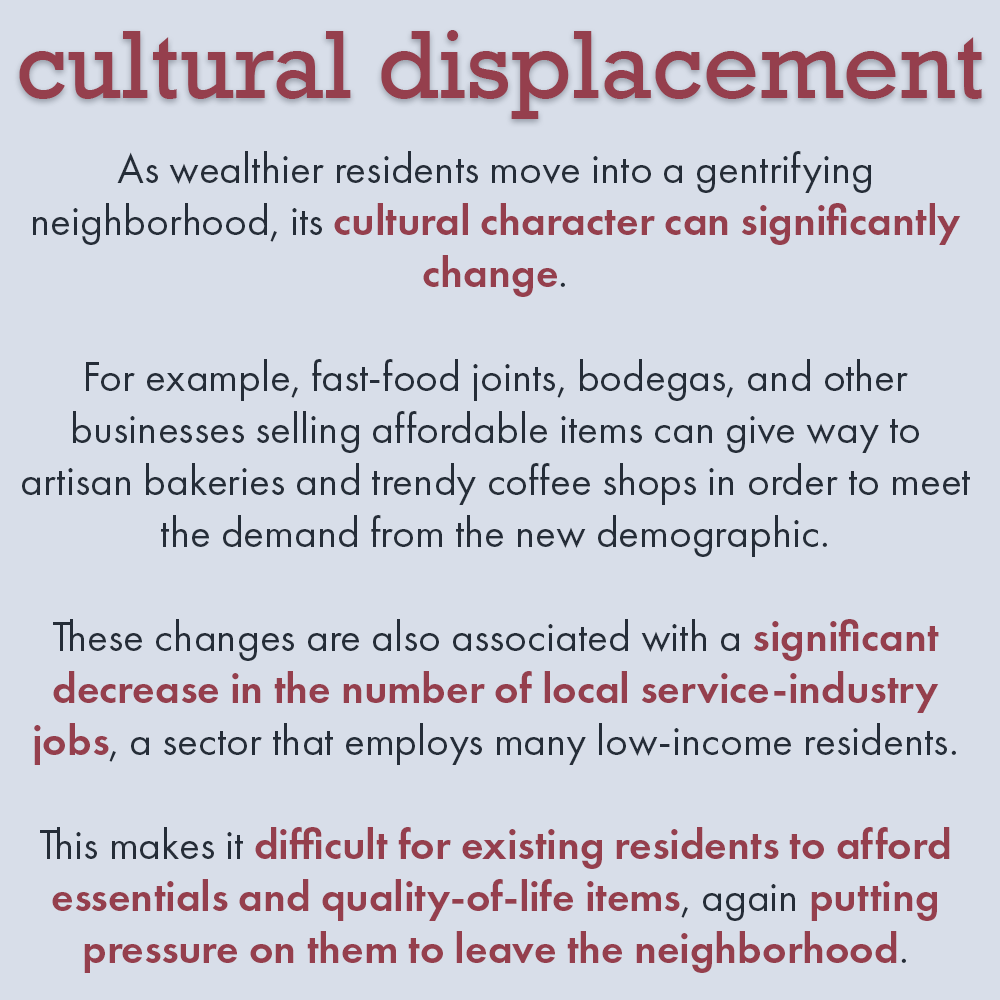 cultural displacement
As wealthier residents move into a gentrifying
neighborhood, its cultural character can significantly
change.
For example, fast-food joints, bodegas, and other
businesses selling affordable items can give way to
artisan bakeries and trendy coffee shops in order to meet
the demand from the new demographic.
These changes are also associated with a significant
decrease in the number of local service-industry
jobs, a sector that employs many low-income residents.
This makes it difficult for existing residents to afford
essentials and quality-of-life items, again putting
pressure on them to leave the neighborhood.